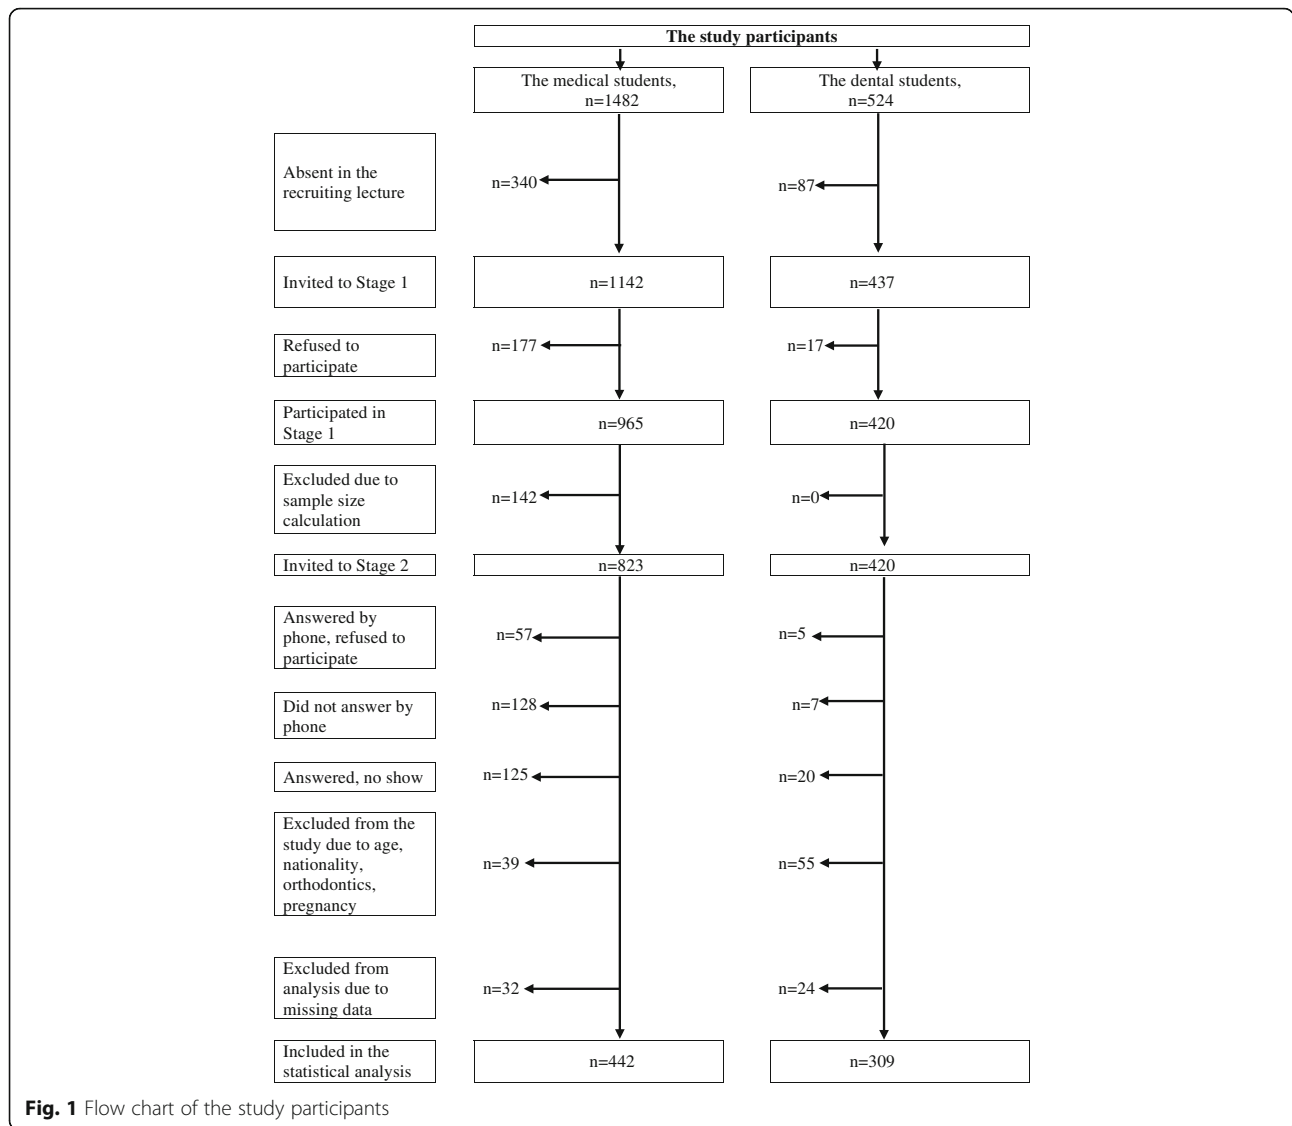 The study participants
The medical students,
n=1482
The dental students,
n=524
Absent in the
recruiting lecture
n=340
n=87
Invited to Stage 1
n=1142
n=437
Refused to
participate
n=177
n=17
Participated in
Stage 1
n=965
n=420
Excluded due to
sample size
calculation
n=142
n=0
Invited to Stage 2
n=823
n=420
Answered by
phone, refused to
participate
n=57
n=5
Did not answer by
phone
n=128
n=7
Answered, no show
n=125
n=20
Excluded from the
study due to age,
nationality,
orthodontics,
pregnancy
n=39
n=55
Excluded from
analysis due to
missing data
n=32
n=24
Included in the
statistical analysis
n=442
n=309
Fig. 1 Flow chart of the study participants